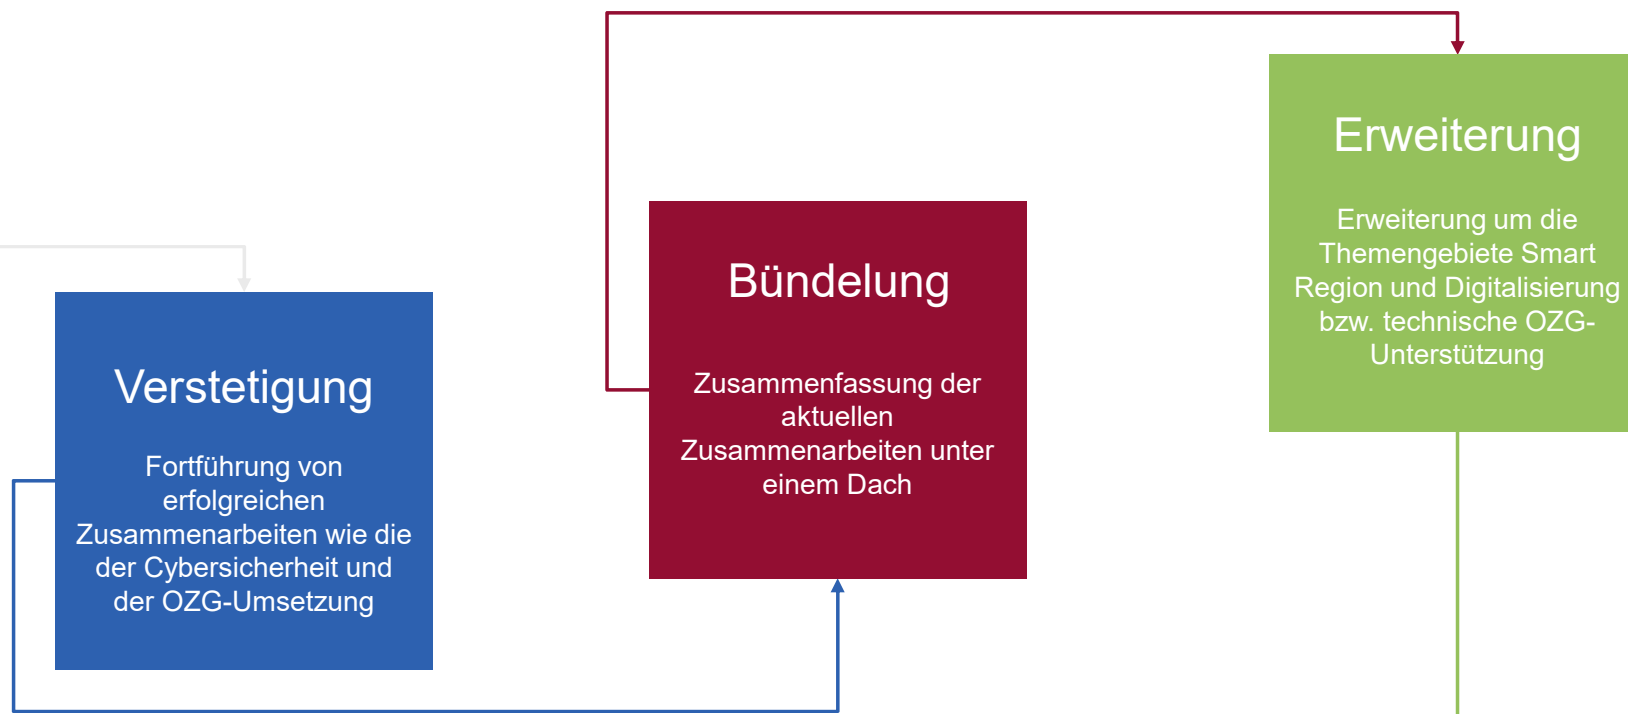 Verstetigung
Fortführung von
erfolgreichen
Zusammenarbeiten wie die
der Cybersicherheit und
der OZG-Umsetzung
Bündelung
Zusammenfassung der
aktuellen
Zusammenarbeiten unter
einem Dach
Erweiterung
Erweiterung um die
Themengebiete Smart
Region und Digitalisierung
bzw. technische OZG-
Unterstützung